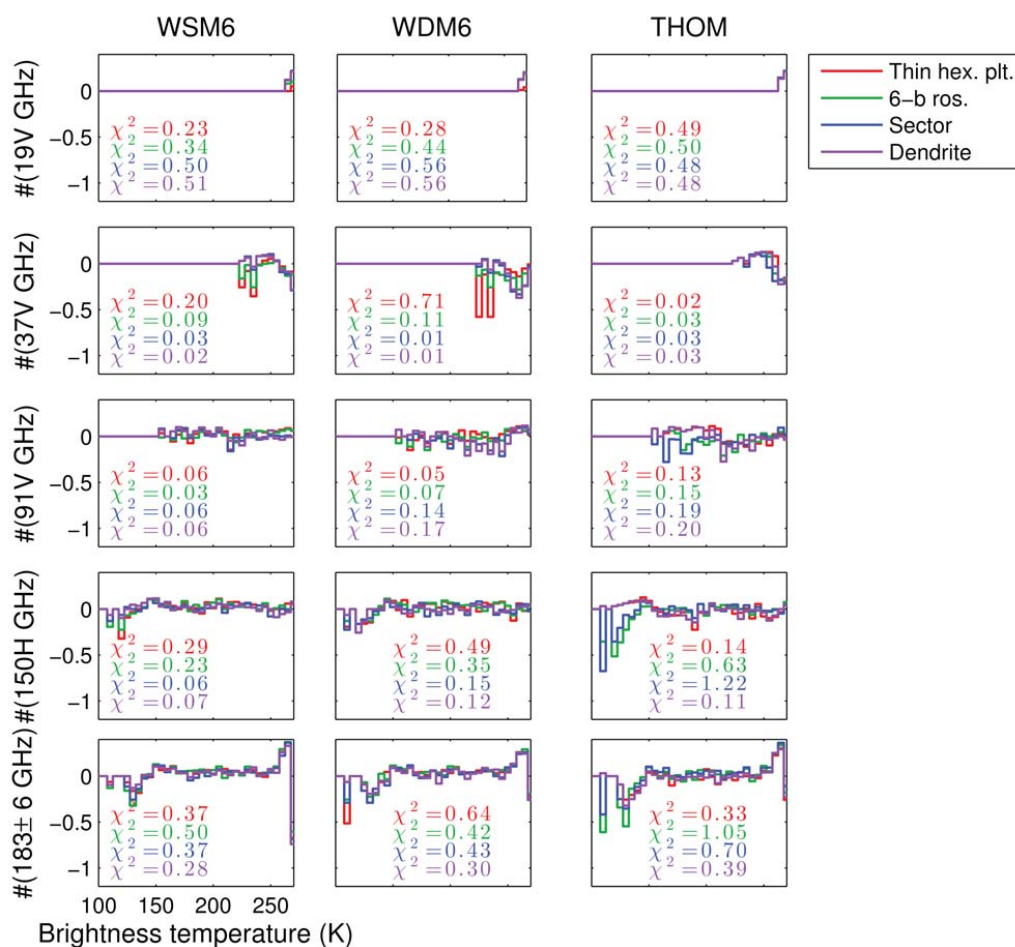 WSM6
WDM6
THOM
Thin hex. plt.
6-b ros.
Sector
Dendrite
#(19V GHz)
0
−0.5
−1
χ² = 0.23
χ² = 0.34
χ² = 0.50
χ² = 0.51
χ² = 0.28
χ² = 0.44
χ² = 0.56
χ² = 0.56
χ² = 0.49
χ² = 0.50
χ² = 0.48
χ² = 0.48
#(37V GHz)
0
−0.5
−1
χ² = 0.20
χ² = 0.09
χ² = 0.03
χ² = 0.02
χ² = 0.71
χ² = 0.11
χ² = 0.01
χ² = 0.01
χ² = 0.02
χ² = 0.03
χ² = 0.03
χ² = 0.03
#(91V GHz)
0
−0.5
−1
χ² = 0.06
χ² = 0.03
χ² = 0.06
χ² = 0.06
χ² = 0.05
χ² = 0.07
χ² = 0.14
χ² = 0.17
χ² = 0.13
χ² = 0.15
χ² = 0.19
χ² = 0.20
#(150H GHz)
0
−0.5
−1
χ² = 0.29
χ² = 0.23
χ² = 0.06
χ² = 0.07
χ² = 0.49
χ² = 0.35
χ² = 0.15
χ² = 0.12
χ² = 0.14
χ² = 0.63
χ² = 1.22
χ² = 0.11
#(183± 6 GHz)
0
−0.5
−1
χ² = 0.37
χ² = 0.50
χ² = 0.37
χ² = 0.28
χ² = 0.64
χ² = 0.42
χ² = 0.43
χ² = 0.30
χ² = 0.33
χ² = 1.05
χ² = 0.70
χ² = 0.39
100 150 200 250
Brightness temperature (K)